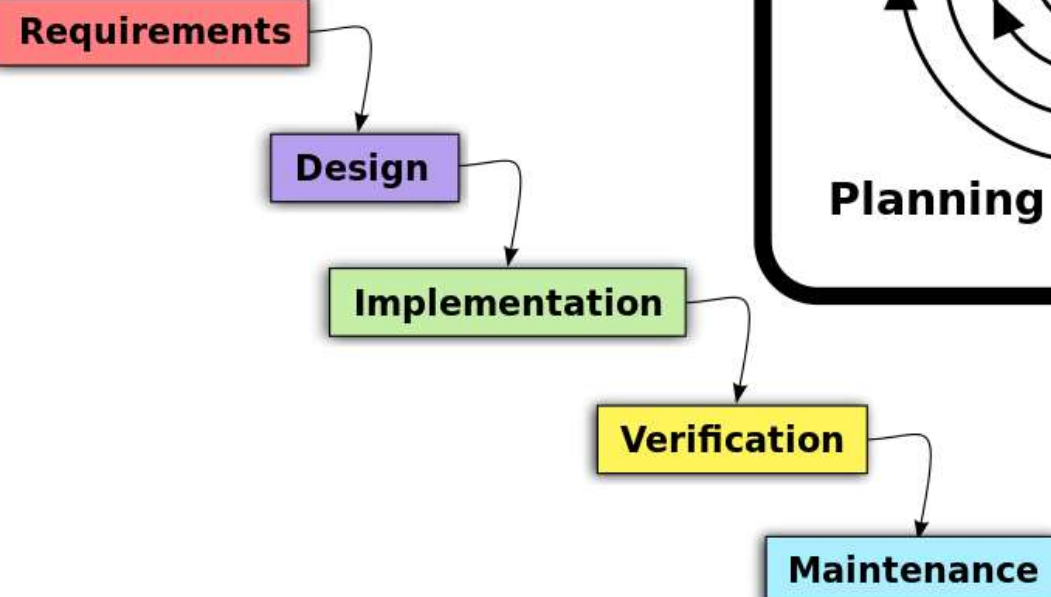 Requirements
Design
Planning
Implementation
Verification
Maintenance